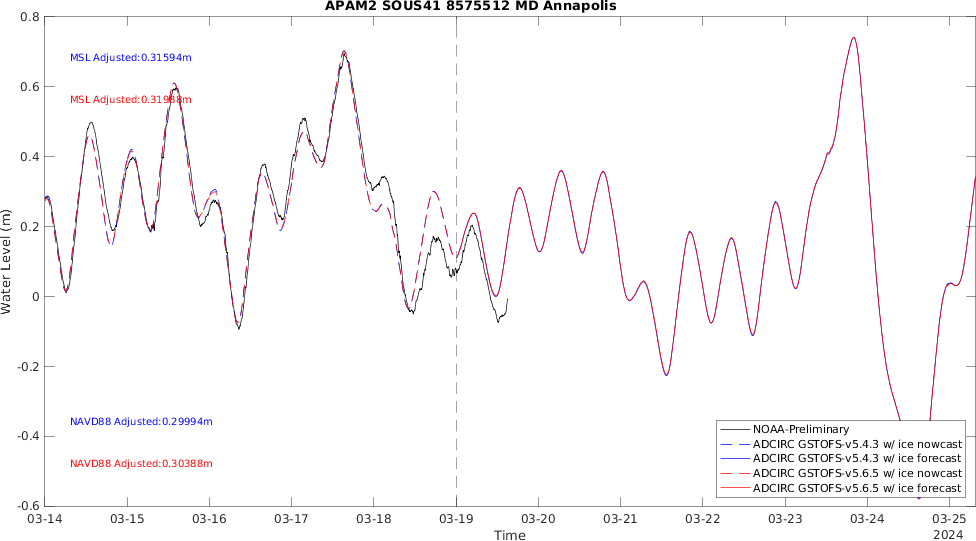 APAM2 SOUS41 8575512 MD Annapolis
0.8
0.6
0.4
0.2
0
-0.2
-0.4
-0.6
Water Level (m)
MSL Adjusted:0.31594m
MSL Adjusted:0.31988m
NAVD88 Adjusted:0.29994m
NAVD88 Adjusted:0.30388m
NOAA-Preliminary
ADCIRC GSTOFS-v5.4.3 w/ ice nowcast
ADCIRC GSTOFS-v5.4.3 w/ ice forecast
ADCIRC GSTOFS-v5.6.5 w/ ice nowcast
ADCIRC GSTOFS-v5.6.5 w/ ice forecast
03-14 03-15 03-16 03-17 03-18 03-19 03-20 03-21 03-22 03-23 03-24 03-25
Time
2024